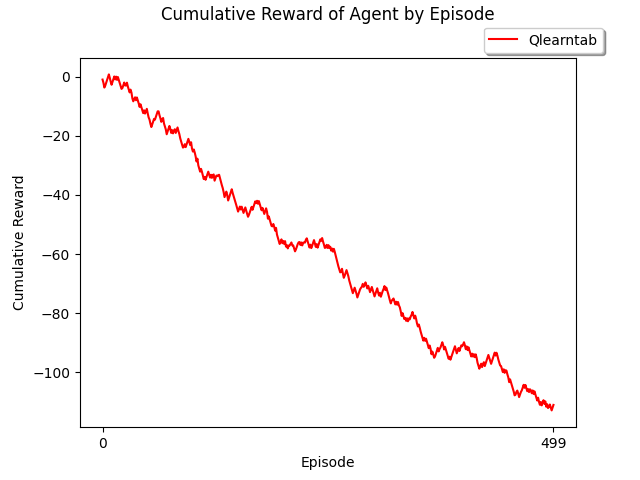 Cumulative Reward of Agent by Episode
Qlearntab
0
−20
−40
−60
−80
−100
Cumulative Reward
0
499
Episode